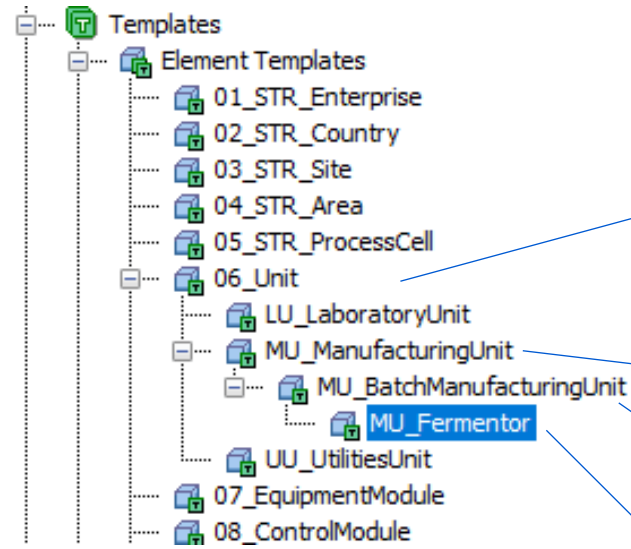 Templates
Element Templates
01_STR_Enterprise
02_STR_Country
03_STR_Site
04_STR_Area
05_STR_ProcessCell
06_Unit
LU_LaboratoryUnit
MU_ManufacturingUnit
MU_BatchManufacturingUnit
MU_Fermentor
UU_UtilitiesUnit
07_EquipmentModule
08_ControlModule